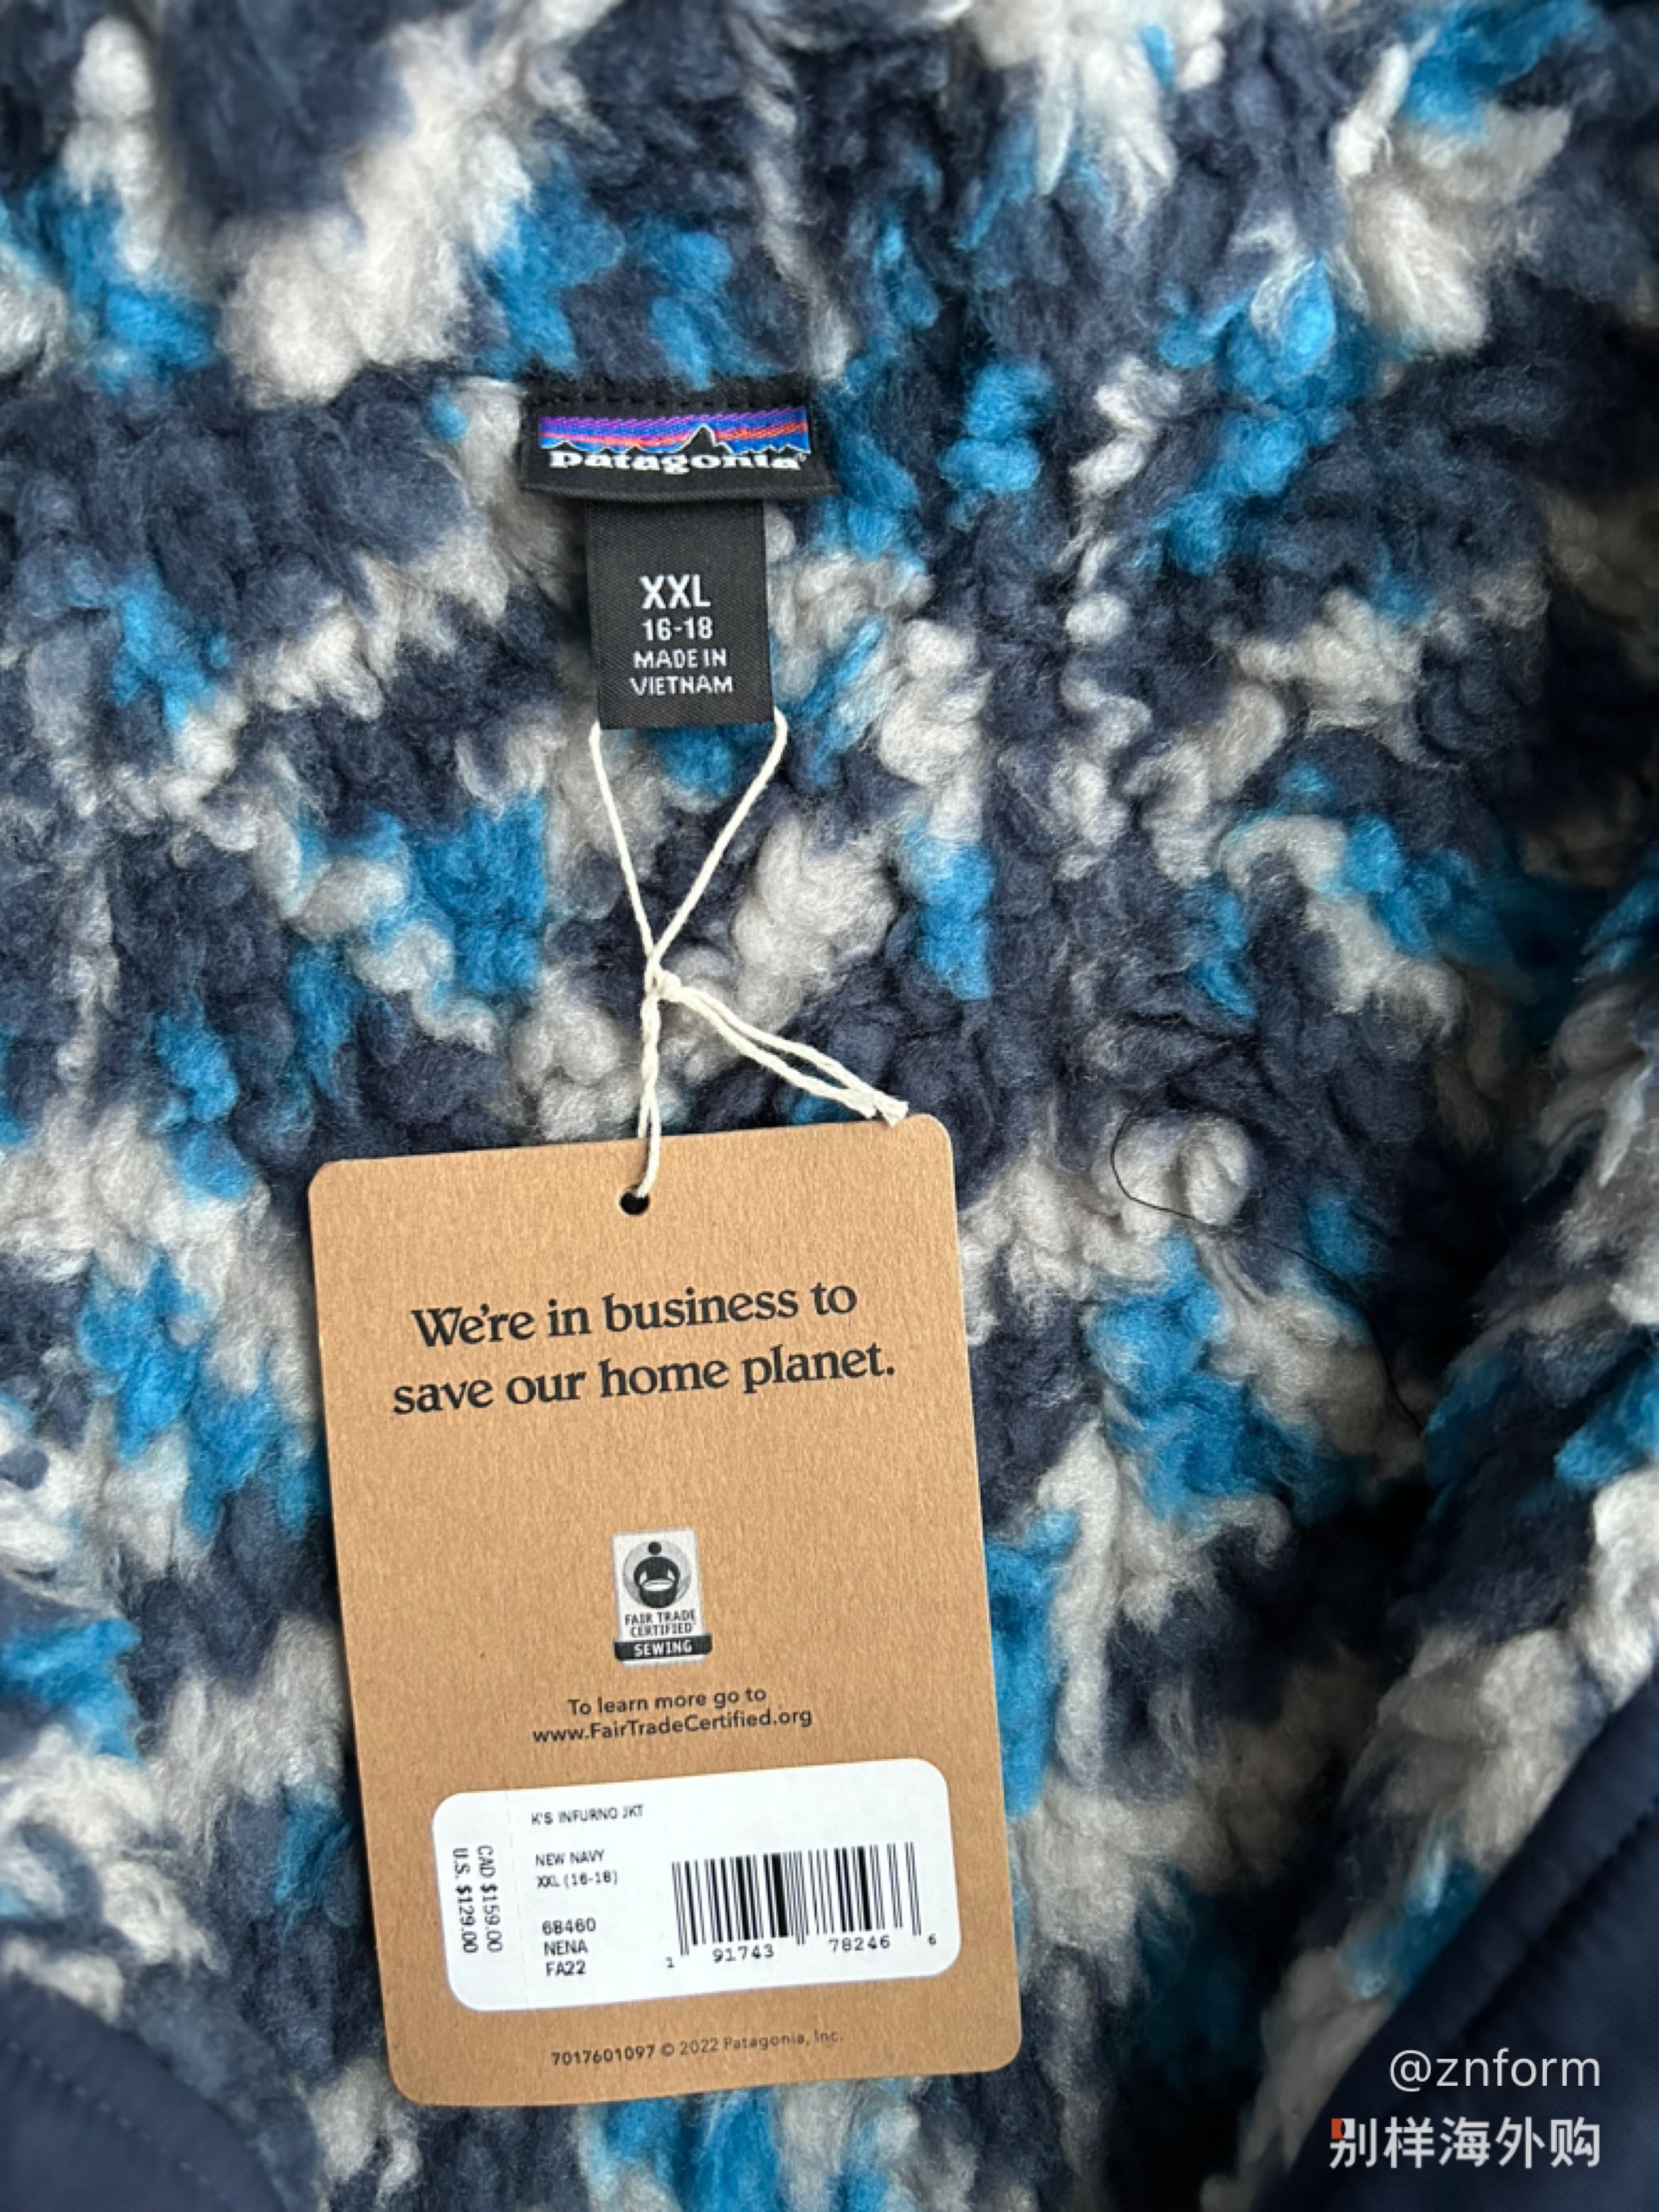 patagonia
XXL
16-18
MADE IN
VIETNAM
We're in business to
save our home planet.
FAIR TRADE
CERTIFIED
SEWING
To learn more go to
www.FairTradeCertified.org
K'S INFURNO JKT
NEW NAVY
XXL (16-18)
68460
NENA
FA22
CAD $159.00
U.S. $129.00
1 91743 78246 6
7017601097 © 2022 Patagonia, Inc.
@znform
别样海外购